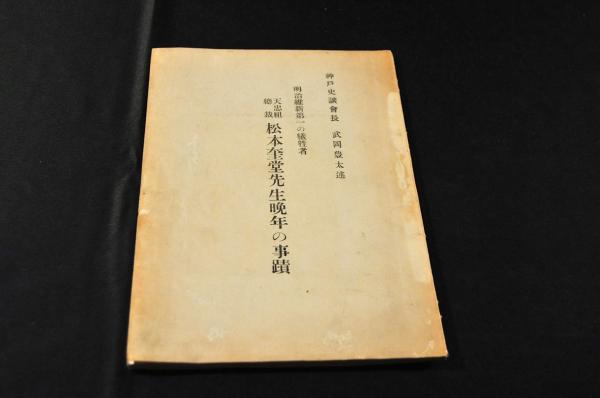 神戸史談會長 武岡豊太述
明治維新第一の犠牲者
天忠組
總裁
松本奎堂先生晩年の事蹟